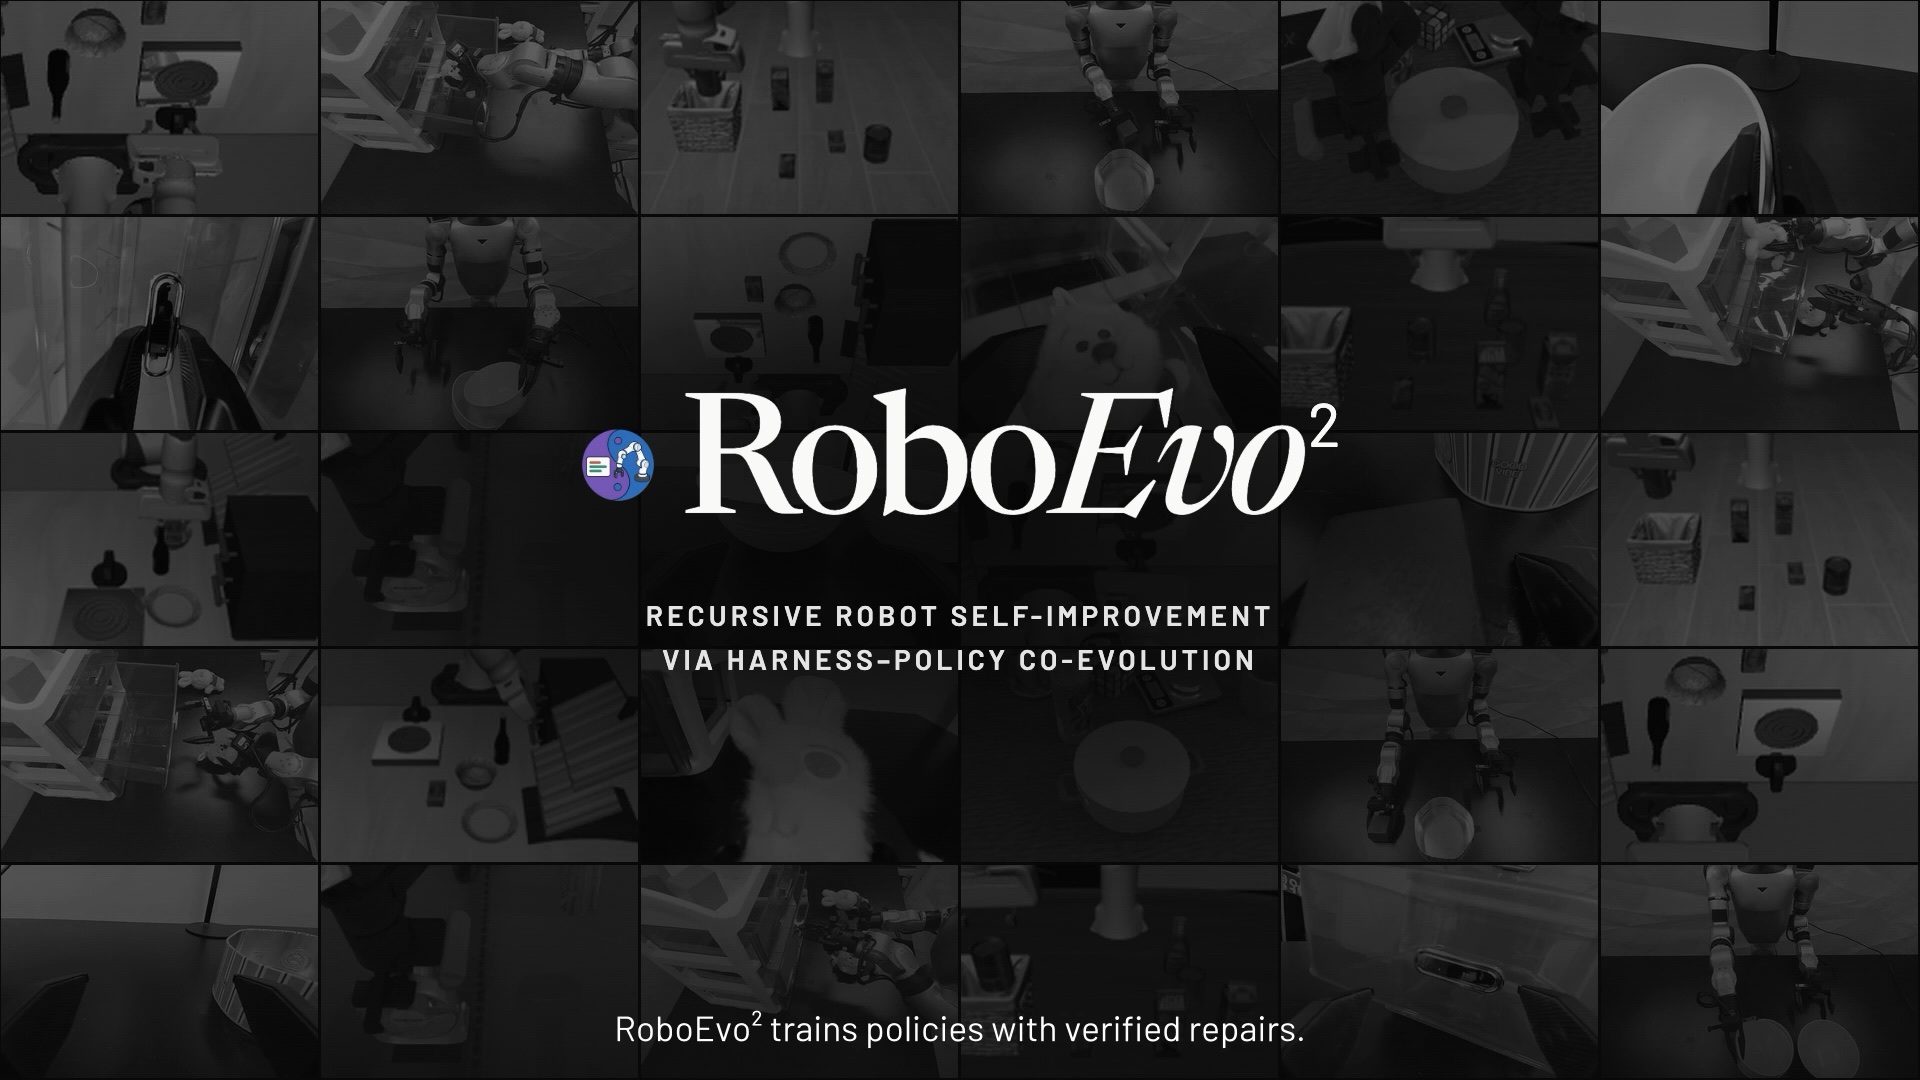 RoboEvo²
RECURSIVE ROBOT SELF-IMPROVEMENT
VIA HARNESS–POLICY CO-EVOLUTION
RoboEvo² trains policies with verified repairs.